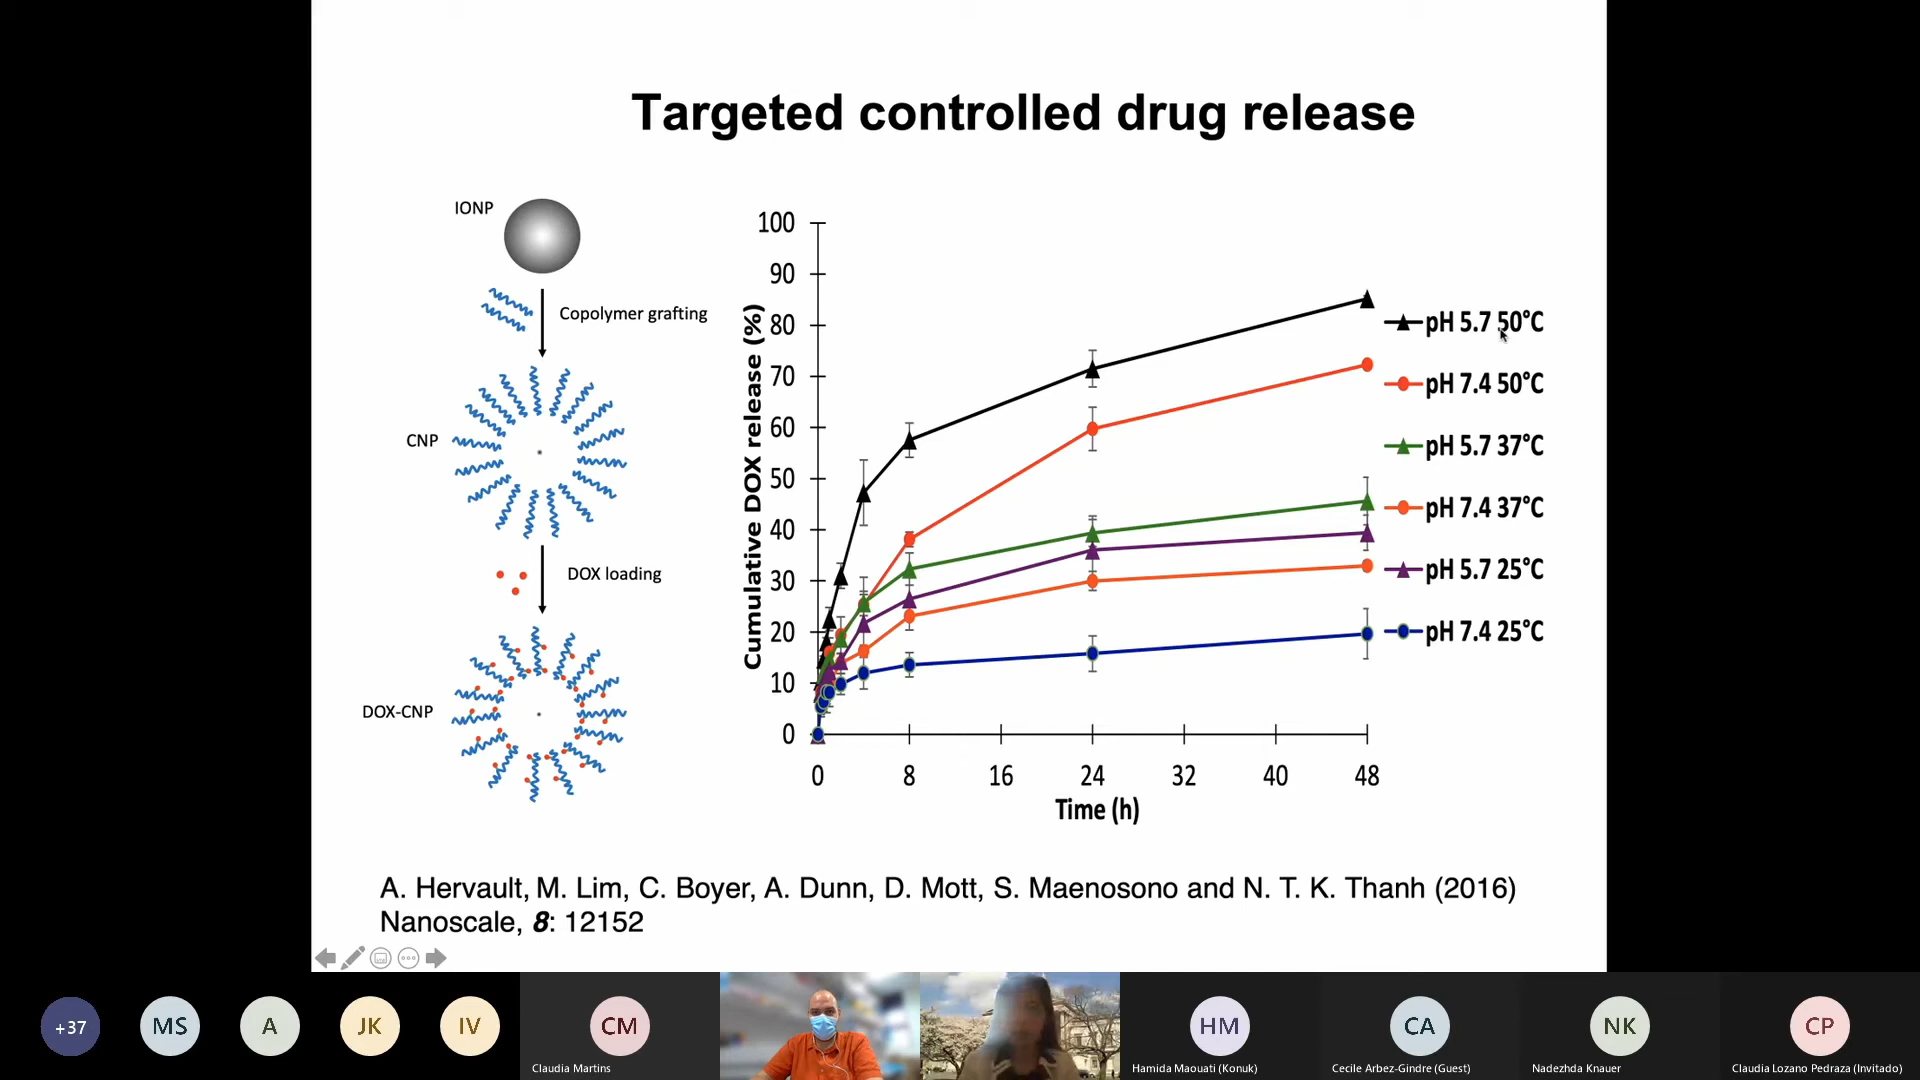 Targeted controlled drug release
IONP
Copolymer grafting
CNP
DOX loading
DOX-CNP
Cumulative DOX release (%)
100
90
80
70
60
50
40
30
20
10
0
0 8 16 24 32 40 48
Time (h)
pH 5.7 50°C
pH 7.4 50°C
pH 5.7 37°C
pH 7.4 37°C
pH 5.7 25°C
pH 7.4 25°C
A. Hervault, M. Lim, C. Boyer, A. Dunn, D. Mott, S. Maenosono and N. T. K. Thanh (2016)
Nanoscale, 8: 12152
+37
MS
A
JK
IV
CM
Claudia Martins
HM
Hamida Maouati (Konuk)
CA
Cecile Arbez-Gindre (Guest)
NK
Nadezhda Knauer
CP
Claudia Lozano Pedraza (Invitado)